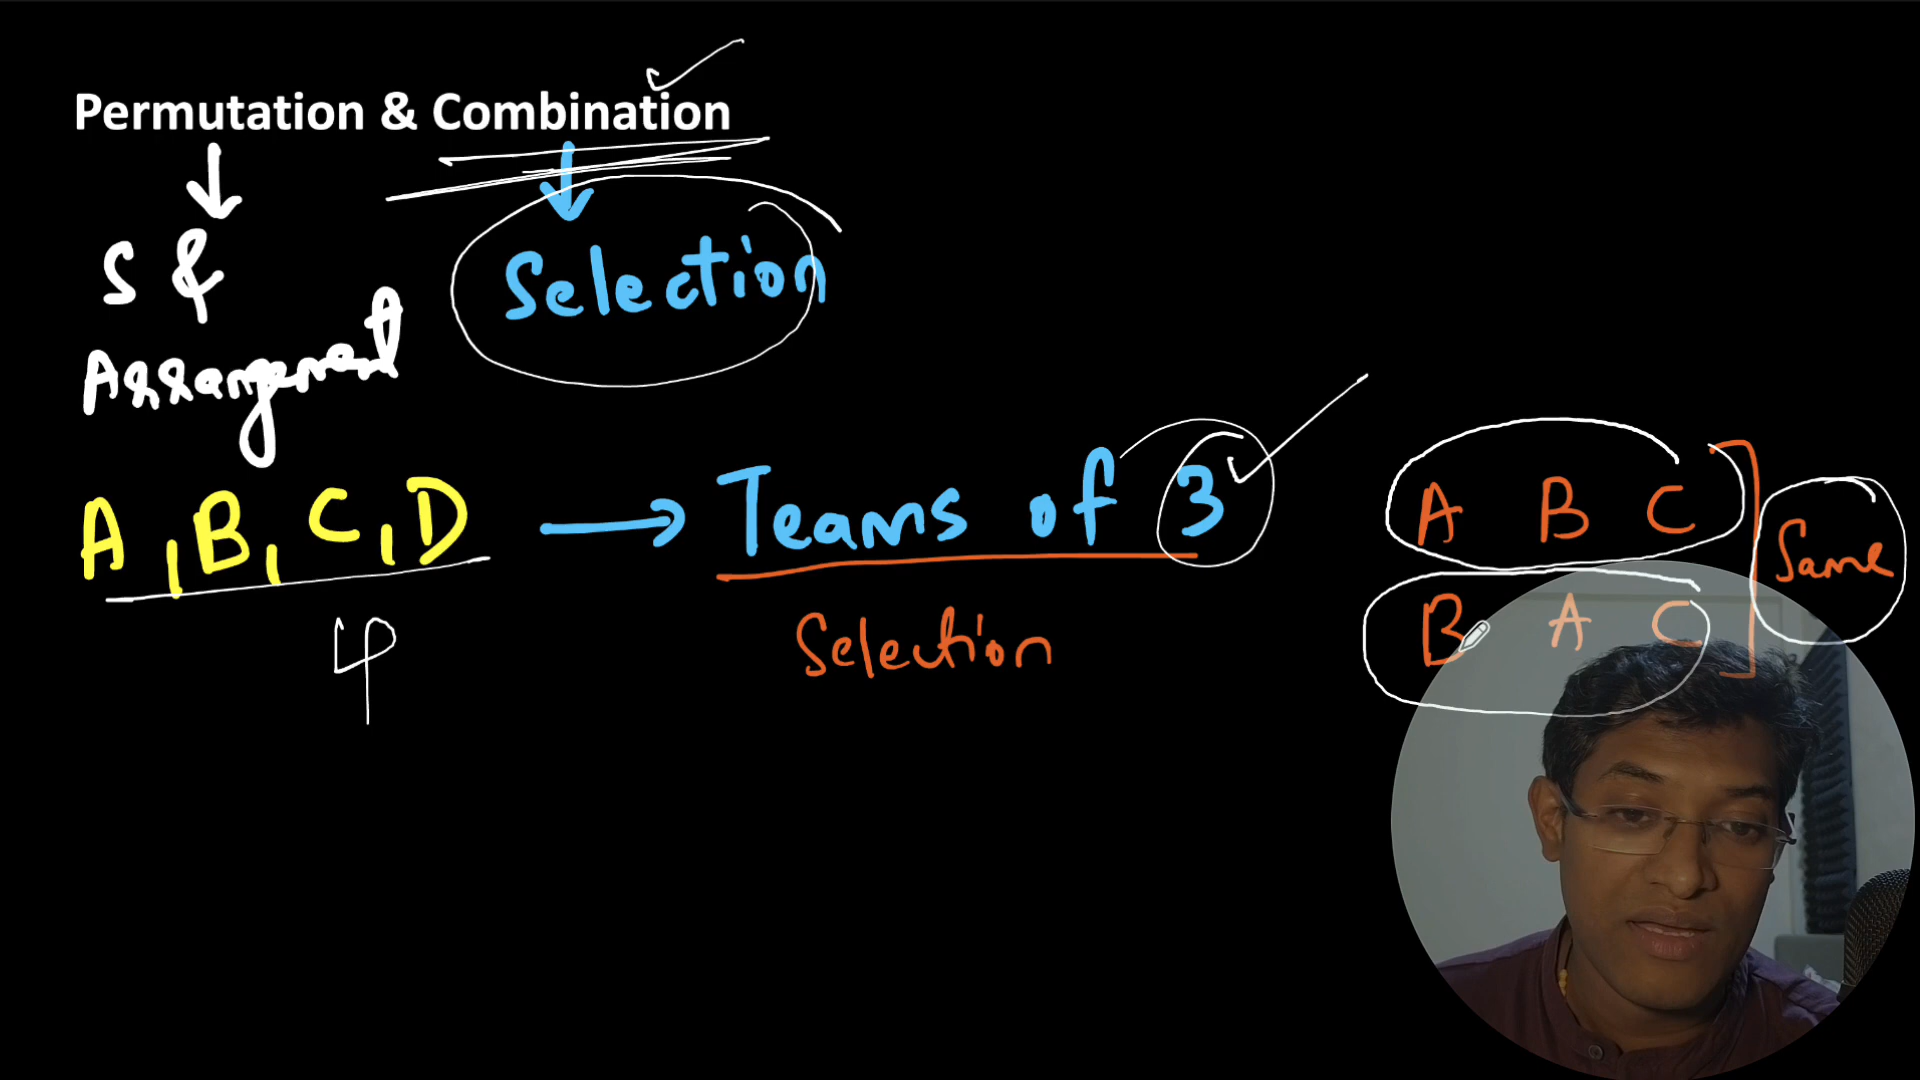 Permutation & Combination
S &
Arrangement
Selection
A, B, C, D → Teams of 3
4
Selection
A B C
B A C
Same